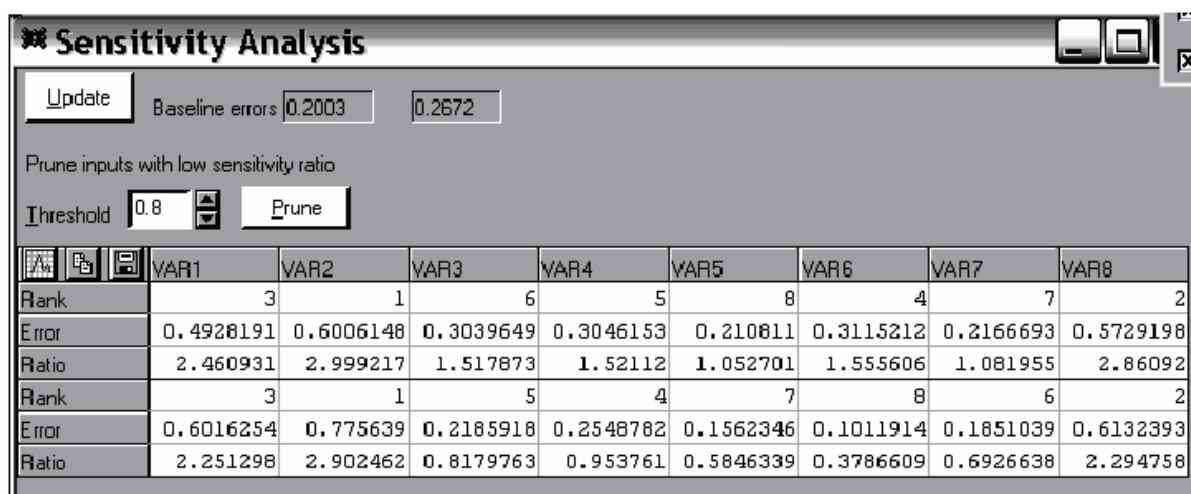 Sensitivity Analysis
Update Baseline errors 0.2003 0.2672
Prune inputs with low sensitivity ratio
Threshold 0.8 Prune
VAR1 VAR2 VAR3 VAR4 VAR5 VAR6 VAR7 VAR8
Rank 3 1 6 5 8 4 7 2
Error 0.4928191 0.6006148 0.3039649 0.3046153 0.210811 0.3115212 0.2166693 0.5729198
Ratio 2.460931 2.999217 1.517873 1.52112 1.052701 1.555606 1.081955 2.86092
Rank 3 1 5 4 7 8 6 2
Error 0.6016254 0.775639 0.2185918 0.2548782 0.1562346 0.1011914 0.1851039 0.6132393
Ratio 2.251298 2.902462 0.8179763 0.953761 0.5846339 0.3786609 0.6926638 2.294758